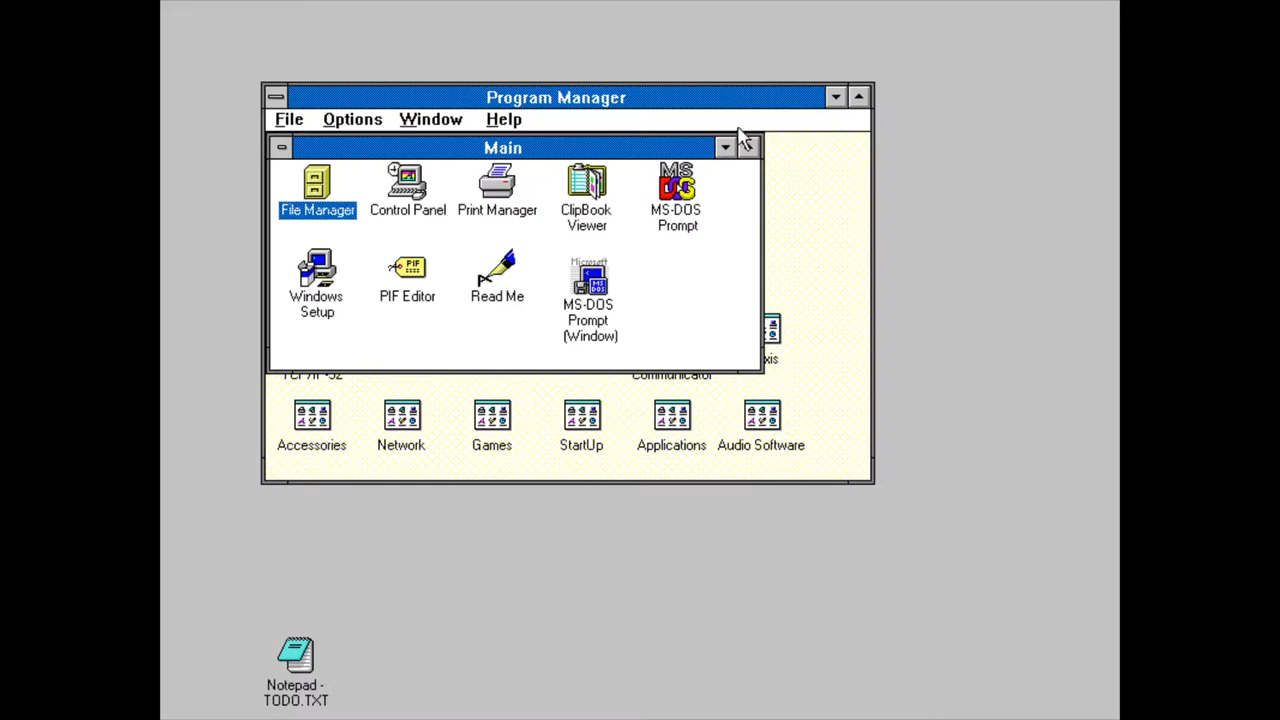 Program Manager
File Options Window Help
Main
File Manager Control Panel Print Manager ClipBook Viewer MS-DOS Prompt
Windows Setup PIF Editor Read Me Microsoft MS-DOS Prompt (Window)
Accessories Network Games StartUp Applications Audio Software
Notepad -
TODO.TXT